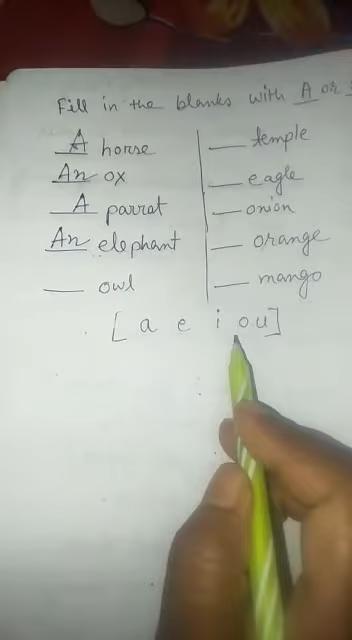 Fill in the blanks with A or
A horse
An ox
A parrat
An elephant
___ owl
___ temple
___ eagle
___ onion
___ orange
___ mango
[ a e i o u ]